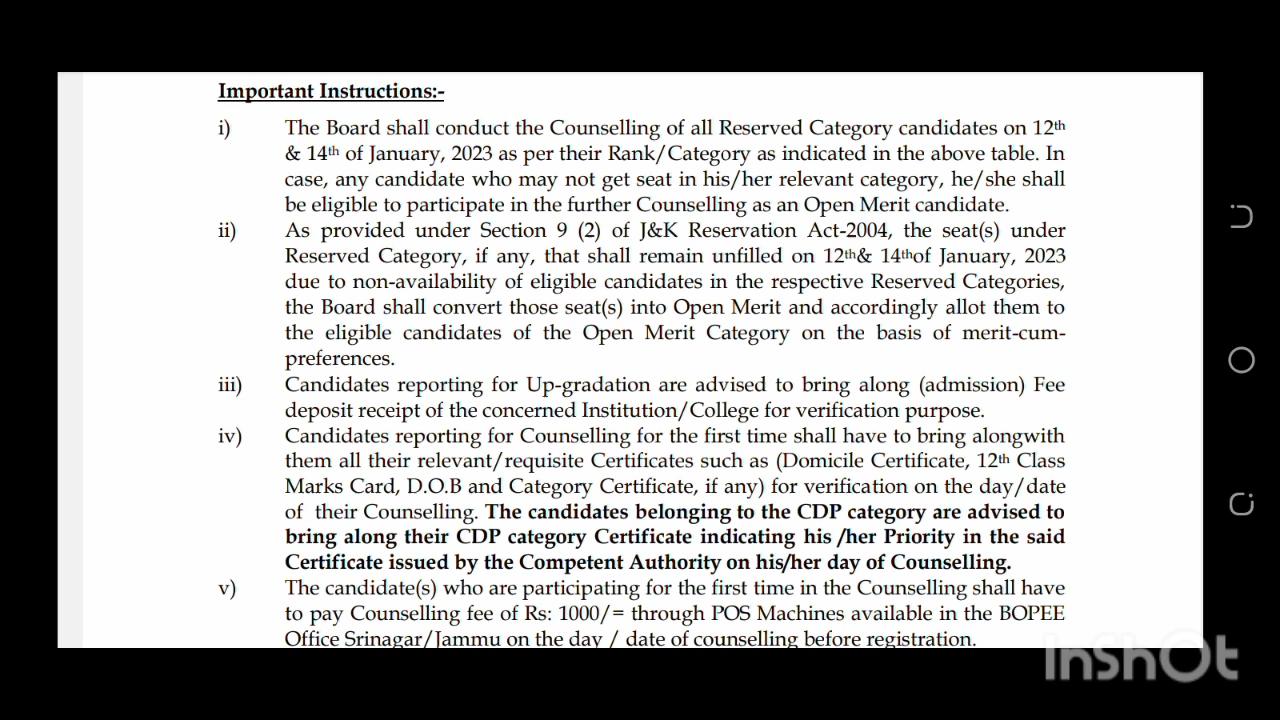 Important Instructions:-
i) The Board shall conduct the Counselling of all Reserved Category candidates on 12th
& 14th of January, 2023 as per their Rank/Category as indicated in the above table. In
case, any candidate who may not get seat in his/her relevant category, he/she shall
be eligible to participate in the further Counselling as an Open Merit candidate.
ii) As provided under Section 9 (2) of J&K Reservation Act-2004, the seat(s) under
Reserved Category, if any, that shall remain unfilled on 12th& 14thof January, 2023
due to non-availability of eligible candidates in the respective Reserved Categories,
the Board shall convert those seat(s) into Open Merit and accordingly allot them to
the eligible candidates of the Open Merit Category on the basis of merit-cum-
preferences.
iii) Candidates reporting for Up-gradation are advised to bring along (admission) Fee
deposit receipt of the concerned Institution/College for verification purpose.
iv) Candidates reporting for Counselling for the first time shall have to bring alongwith
them all their relevant/requisite Certificates such as (Domicile Certificate, 12th Class
Marks Card, D.O.B and Category Certificate, if any) for verification on the day/date
of their Counselling. The candidates belonging to the CDP category are advised to
bring along their CDP category Certificate indicating his /her Priority in the said
Certificate issued by the Competent Authority on his/her day of Counselling.
v) The candidate(s) who are participating for the first time in the Counselling shall have
to pay Counselling fee of Rs: 1000/= through POS Machines available in the BOPEE
Office Srinagar/Jammu on the day / date of counselling before registration.
InShOt